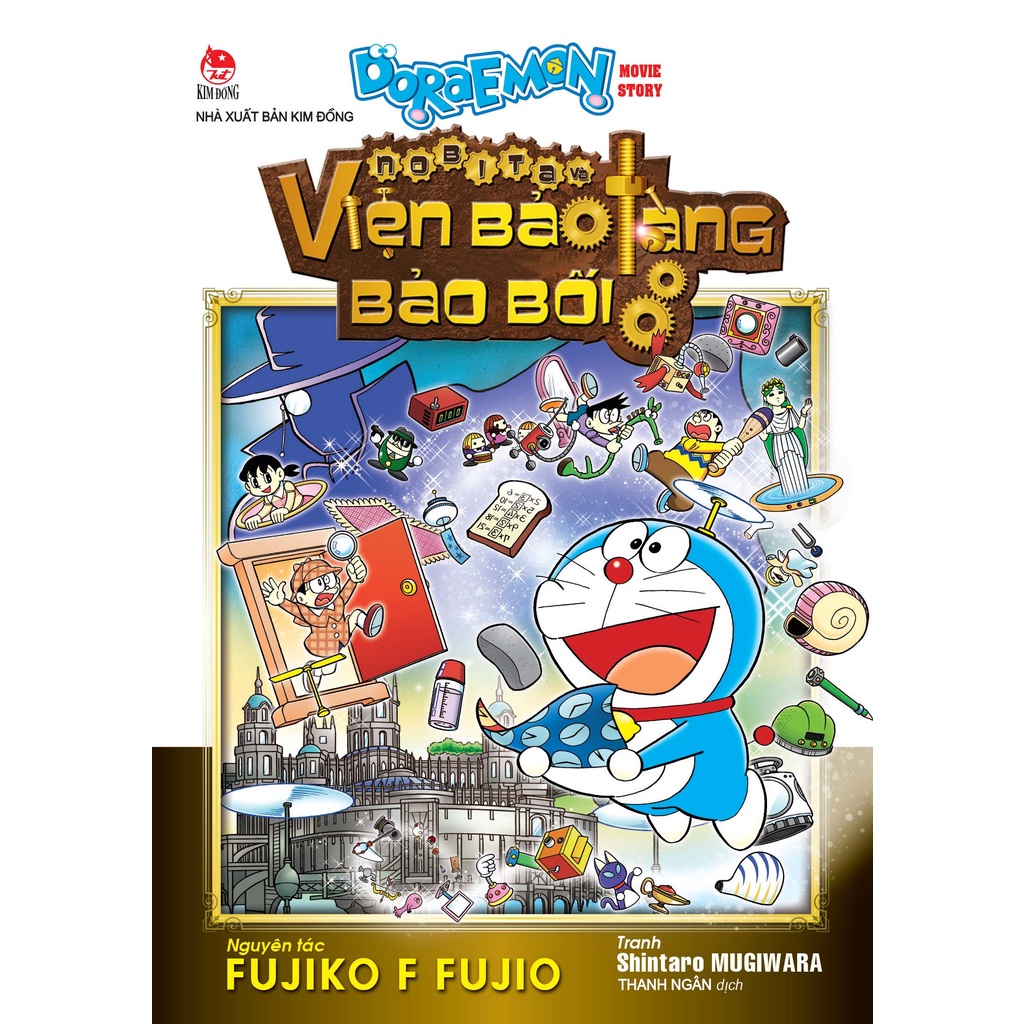 DORAEMON
MOVIE
STORY
Kđ
KIM ĐỒNG
NHÀ XUẤT BẢN KIM ĐỒNG
NOBITA và
Viện Bảo tàng
Bảo Bối
Nguyên tác
FUJIKO F FUJIO
Tranh
Shintaro MUGIWARA
THANH NGÂN dịch